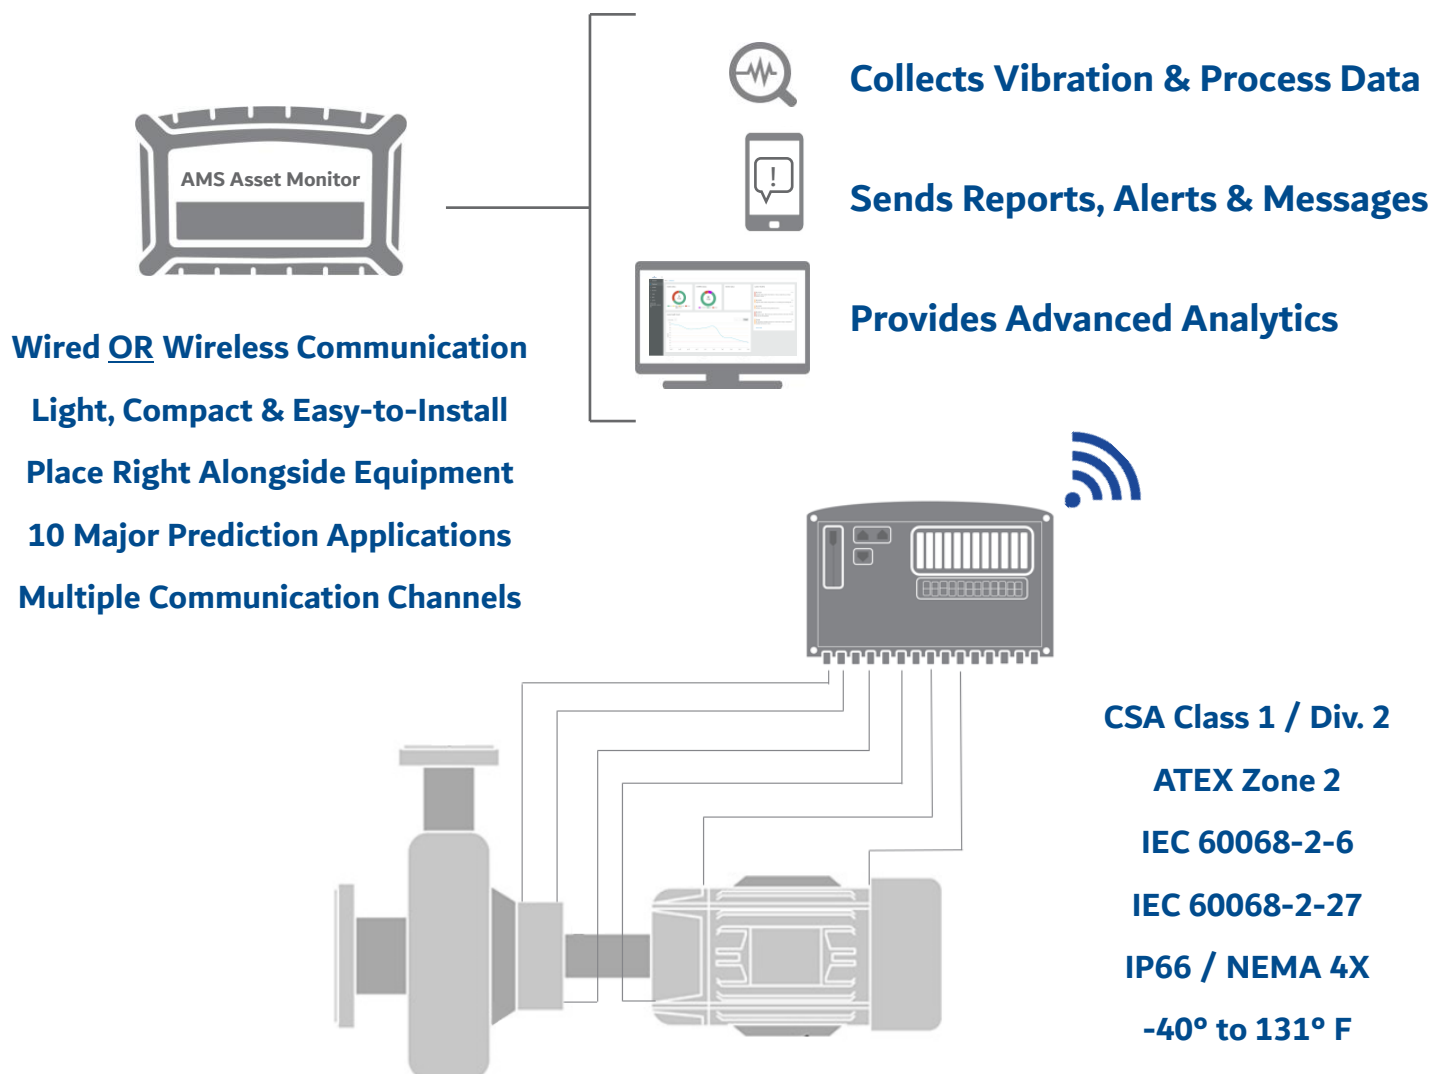 Collects Vibration & Process Data
AMS Asset Monitor
!
Sends Reports, Alerts & Messages
Provides Advanced Analytics
Wired OR Wireless Communication
Light, Compact & Easy-to-Install
Place Right Alongside Equipment
10 Major Prediction Applications
Multiple Communication Channels
CSA Class 1 / Div. 2
ATEX Zone 2
IEC 60068-2-6
IEC 60068-2-27
IP66 / NEMA 4X
-40° to 131° F